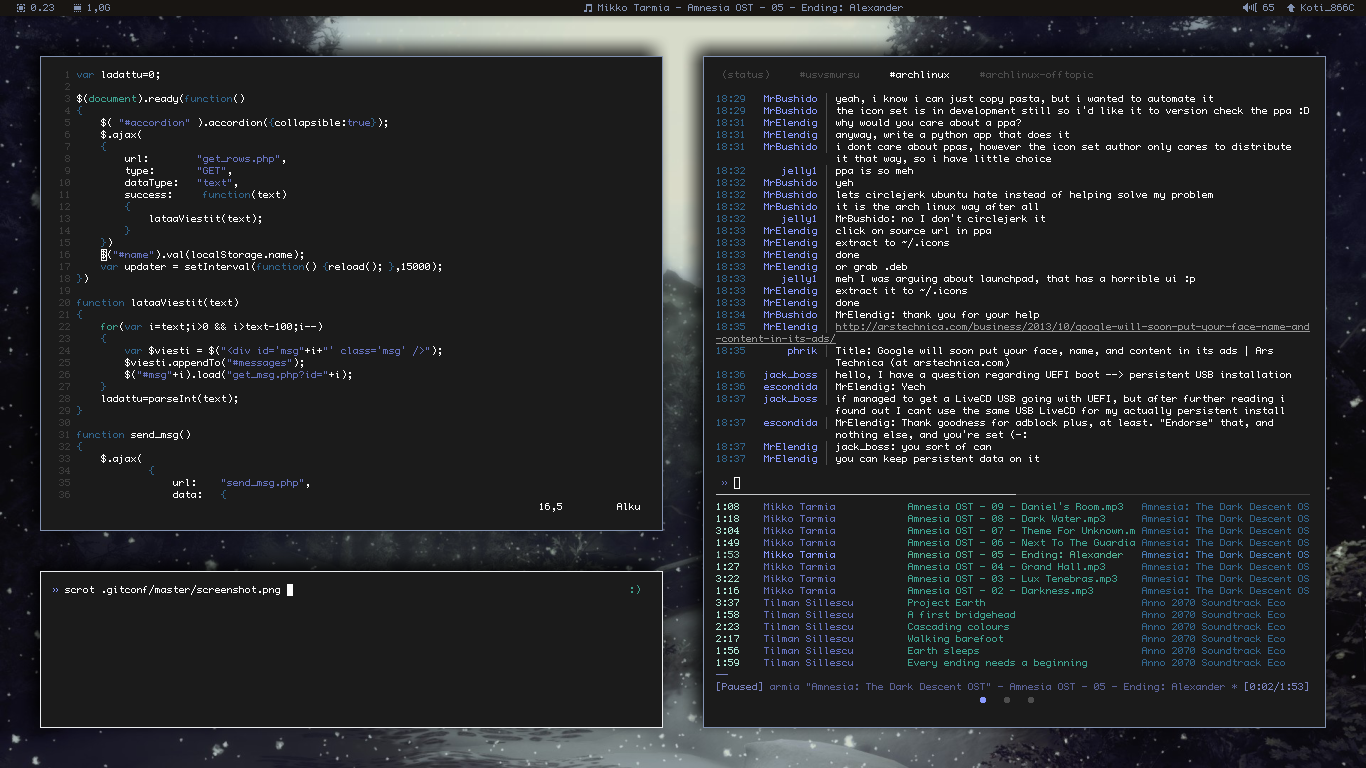 0.23 1,0G Mikko Tarmia - Amnesia OST - 05 - Ending: Alexander 65 Koti_866C
1 var ladattu=0;
2
3 $(document).ready(function()
4 {
5 $( "#accordion" ).accordion({collapsible:true});
6 $.ajax(
7 {
8 url: "get_rows.php",
9 type: "GET",
10 dataType: "text",
11 success: function(text)
12 {
13 lataaViestit(text);
14 }
15 })
16 $("#name").val(localStorage.name);
17 var updater = setInterval(function() {reload(); },15000);
18 })
19
20 function lataaViestit(text)
21 {
22 for(var i=text;i>0 && i>text-100;i--)
23 {
24 var $viesti = $("<div id='msg"+i+"' class='msg' />");
25 $viesti.appendTo("#messages");
26 $("#msg"+i).load("get_msg.php?id="+i);
27 }
28 ladattu=parseInt(text);
29 }
30
31 function send_msg()
32 {
33 $.ajax(
34 {
35 url: "send_msg.php",
36 data: {
16,5 Alku
» scrot .gitconf/master/screenshot.png :)
(status) #usvsmursu #archlinux #archlinux-offtopic
18:29 MrBushido yeah, i know i can just copy pasta, but i wanted to automate it
18:29 MrBushido the icon set is in development still so i'd like it to version check the ppa :D
18:31 MrElendig why would you care about a ppa?
18:31 MrElendig anyway, write a python app that does it
18:31 MrBushido i dont care about ppas, however the icon set author only cares to distribute
it that way, so i have little choice
18:32 jelly1 ppa is so meh
18:32 MrBushido yeh
18:32 MrBushido lets circlejerk ubuntu hate instead of helping solve my problem
18:32 MrBushido it is the arch linux way after all
18:32 jelly1 MrBushido: no I don't circlejerk it
18:33 MrElendig click on source url in ppa
18:33 MrElendig extract to ~/.icons
18:33 MrElendig done
18:33 MrElendig or grab .deb
18:33 jelly1 meh I was arguing about launchpad, that has a horrible ui :p
18:33 MrElendig extract it to ~/.icons
18:33 MrElendig done
18:34 MrBushido MrElendig: thank you for your help
18:35 MrElendig http://arstechnica.com/business/2013/10/google-will-soon-put-your-face-name-and
-content-in-its-ads/
18:35 phrik Title: Google will soon put your face, name, and content in its ads | Ars
Technica (at arstechnica.com)
18:36 jack_boss hello, I have a question regarding UEFI boot --> persistent USB installation
18:36 escondida MrElendig: Yech
18:37 jack_boss if managed to get a LiveCD USB going with UEFI, but after further reading i
found out I cant use the same USB LiveCD for my actually persistent install
18:37 escondida MrElendig: Thank goodness for adblock plus, at least. "Endorse" that, and
nothing else, and you're set (-:
18:37 MrElendig jack_boss: you sort of can
18:37 MrElendig you can keep persistent data on it
»
1:08 Mikko Tarmia Amnesia OST - 09 - Daniel's Room.mp3 Amnesia: The Dark Descent OS
1:18 Mikko Tarmia Amnesia OST - 08 - Dark Water.mp3 Amnesia: The Dark Descent OS
3:04 Mikko Tarmia Amnesia OST - 07 - Theme For Unknown.m Amnesia: The Dark Descent OS
1:49 Mikko Tarmia Amnesia OST - 06 - Next To The Guardia Amnesia: The Dark Descent OS
1:53 Mikko Tarmia Amnesia OST - 05 - Ending: Alexander Amnesia: The Dark Descent OS
1:27 Mikko Tarmia Amnesia OST - 04 - Grand Hall.mp3 Amnesia: The Dark Descent OS
3:22 Mikko Tarmia Amnesia OST - 03 - Lux Tenebras.mp3 Amnesia: The Dark Descent OS
1:16 Mikko Tarmia Amnesia OST - 02 - Darkness.mp3 Amnesia: The Dark Descent OS
3:37 Tilman Sillescu Project Earth Anno 2070 Soundtrack Eco
1:58 Tilman Sillescu A first bridgehead Anno 2070 Soundtrack Eco
2:23 Tilman Sillescu Cascading colours Anno 2070 Soundtrack Eco
2:17 Tilman Sillescu Walking barefoot Anno 2070 Soundtrack Eco
1:56 Tilman Sillescu Earth sleeps Anno 2070 Soundtrack Eco
1:59 Tilman Sillescu Every ending needs a beginning Anno 2070 Soundtrack Eco
[Paused] armia "Amnesia: The Dark Descent OST" - Amnesia OST - 05 - Ending: Alexander * [0:02/1:53]